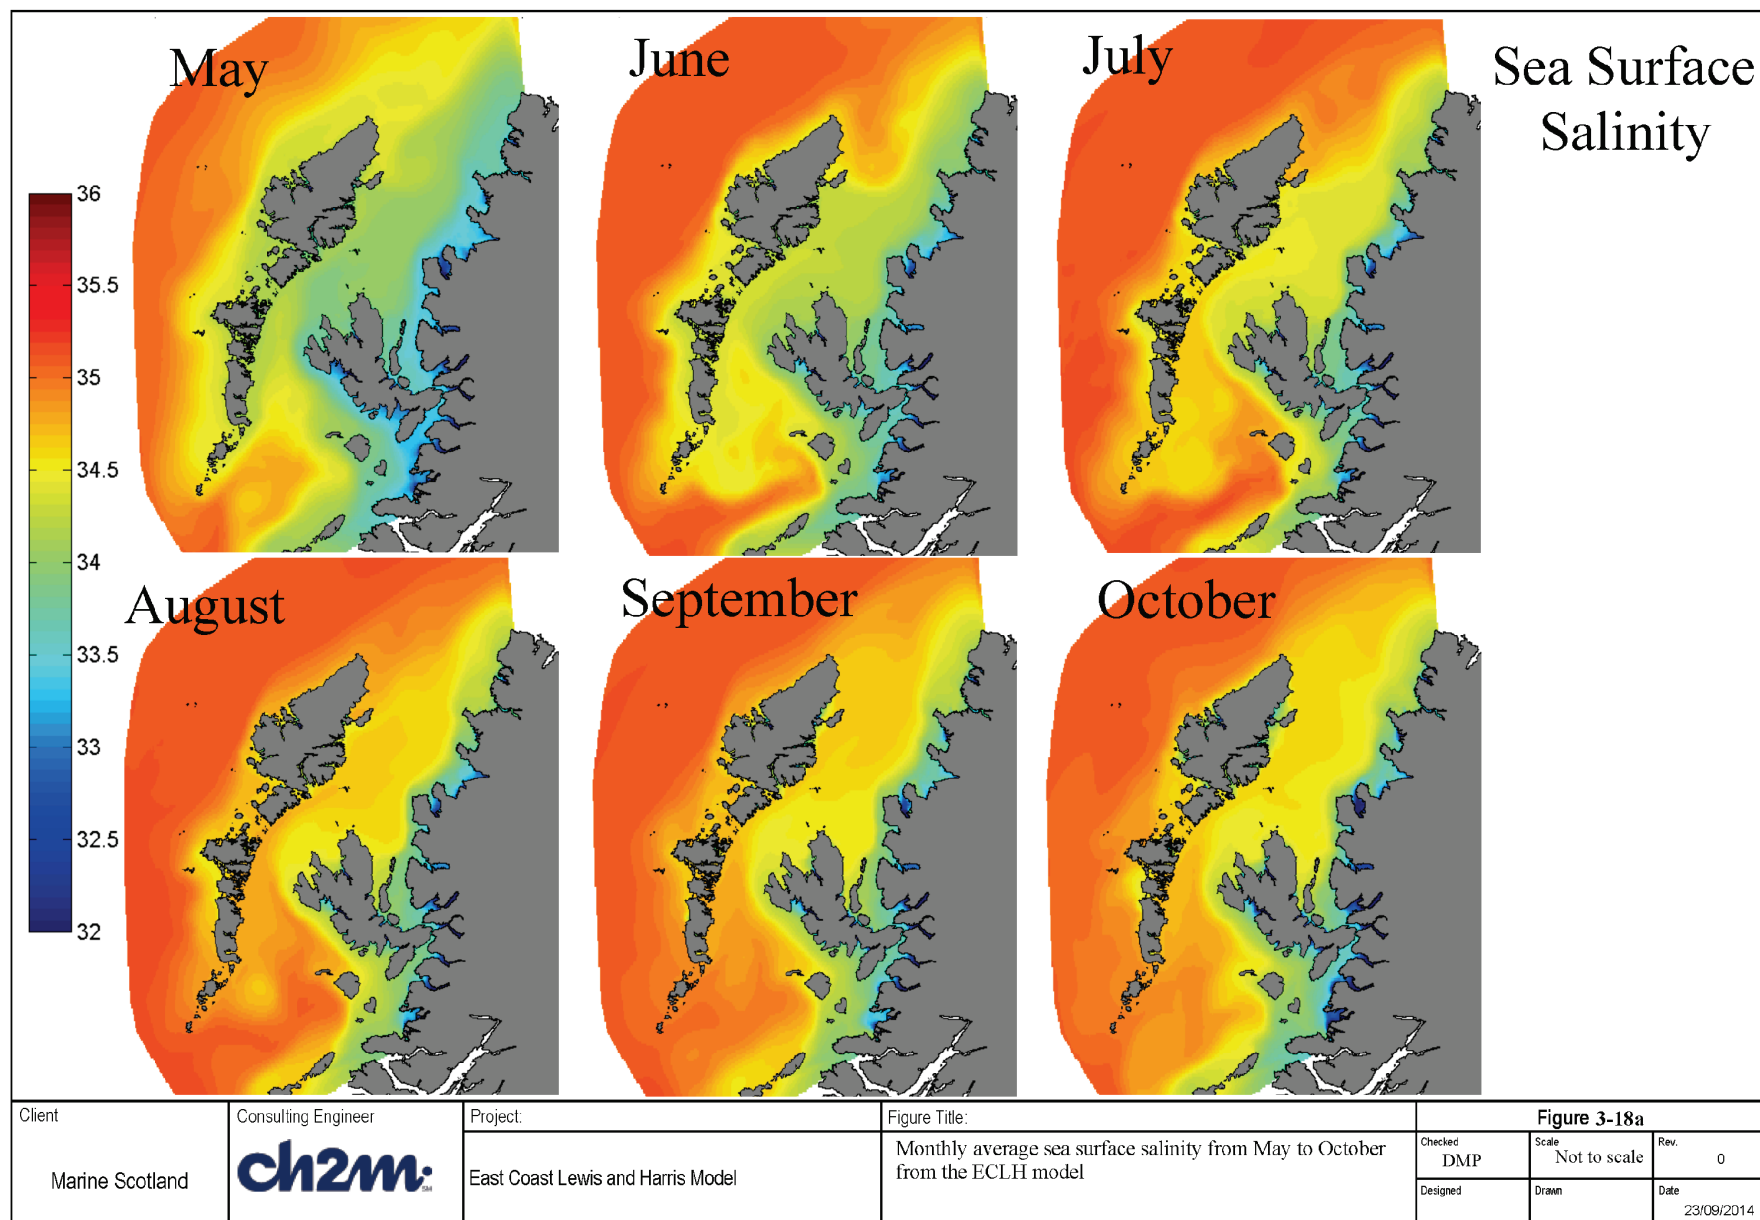 May
June
July
Sea Surface
Salinity
36
35.5
35
34.5
34
33.5
33
32.5
32
August
September
October
Client
Marine Scotland
Consulting Engineer
ch2m:
SM
Project:
East Coast Lewis and Harris Model
Figure Title:
Monthly average sea surface salinity from May to October
from the ECLH model
Figure 3-18a
Checked
DMP
Scale
Not to scale
Rev.
0
Designed
Drawn
Date
23/09/2014